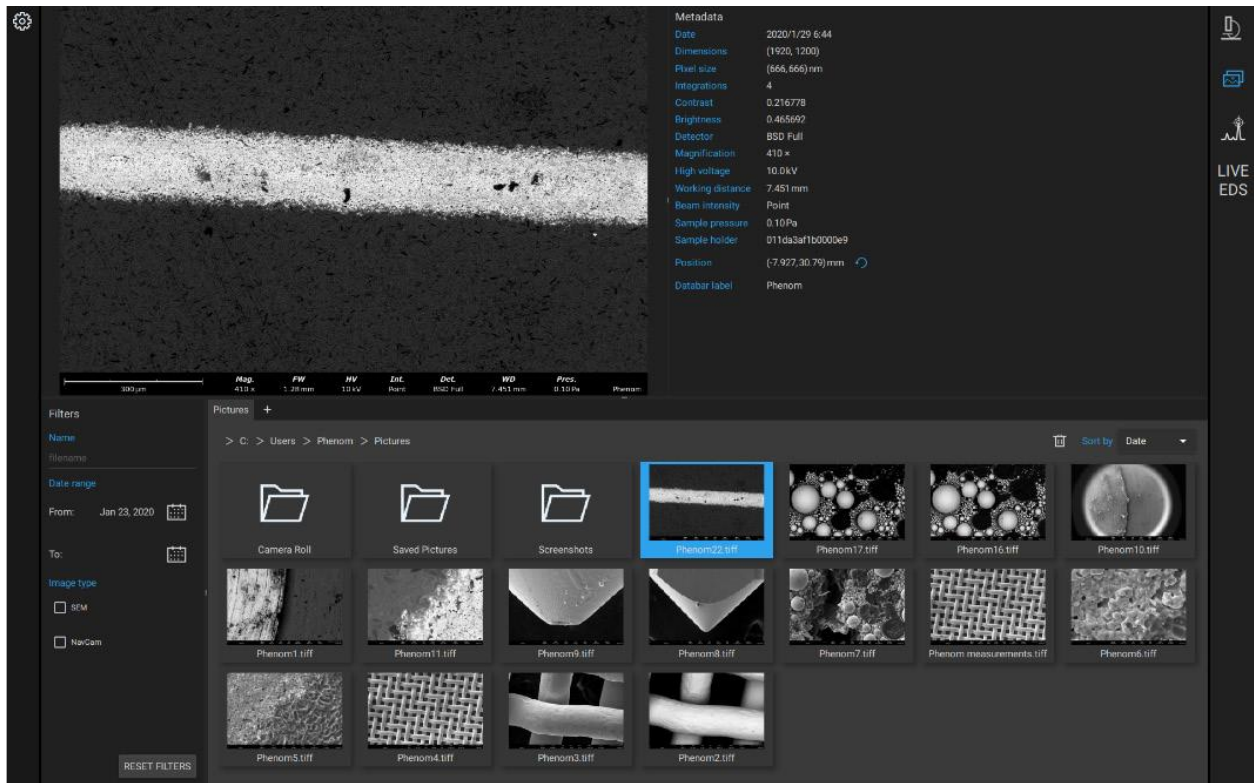 Metadata
Date 2020/1/29 6:44
Dimensions (1920, 1200)
Pixel size (666, 666) nm
Integrations 4
Contrast 0.216778
Brightness 0.465692
Detector BSD Full
Magnification 410 ×
High voltage 10.0 kV
Working distance 7.451 mm
Beam intensity Point
Sample pressure 0.10 Pa
Sample holder 011da3af1b0000e9
Position (-7.927, 30.79) mm
Databar label Phenom
LIVE
EDS
Mag. FW HV Int. Det. WD Pres.
300 µm 410 x 1.28 mm 10 kV Point BSD Full 7.451 mm 0.10 Pa Phenom
Filters
Name
filename
Date range
From: Jan 23, 2020
To:
Image type
SEM
NavCam
RESET FILTERS
Pictures +
> C: > Users > Phenom > Pictures
Sort by Date
Camera Roll Saved Pictures Screenshots Phenom22.tiff Phenom17.tiff Phenom16.tiff Phenom10.tiff
Phenom1.tiff Phenom11.tiff Phenom9.tiff Phenom8.tiff Phenom7.tiff Phenom measurements.tiff Phenom6.tiff
Phenom5.tiff Phenom4.tiff Phenom3.tiff Phenom2.tiff